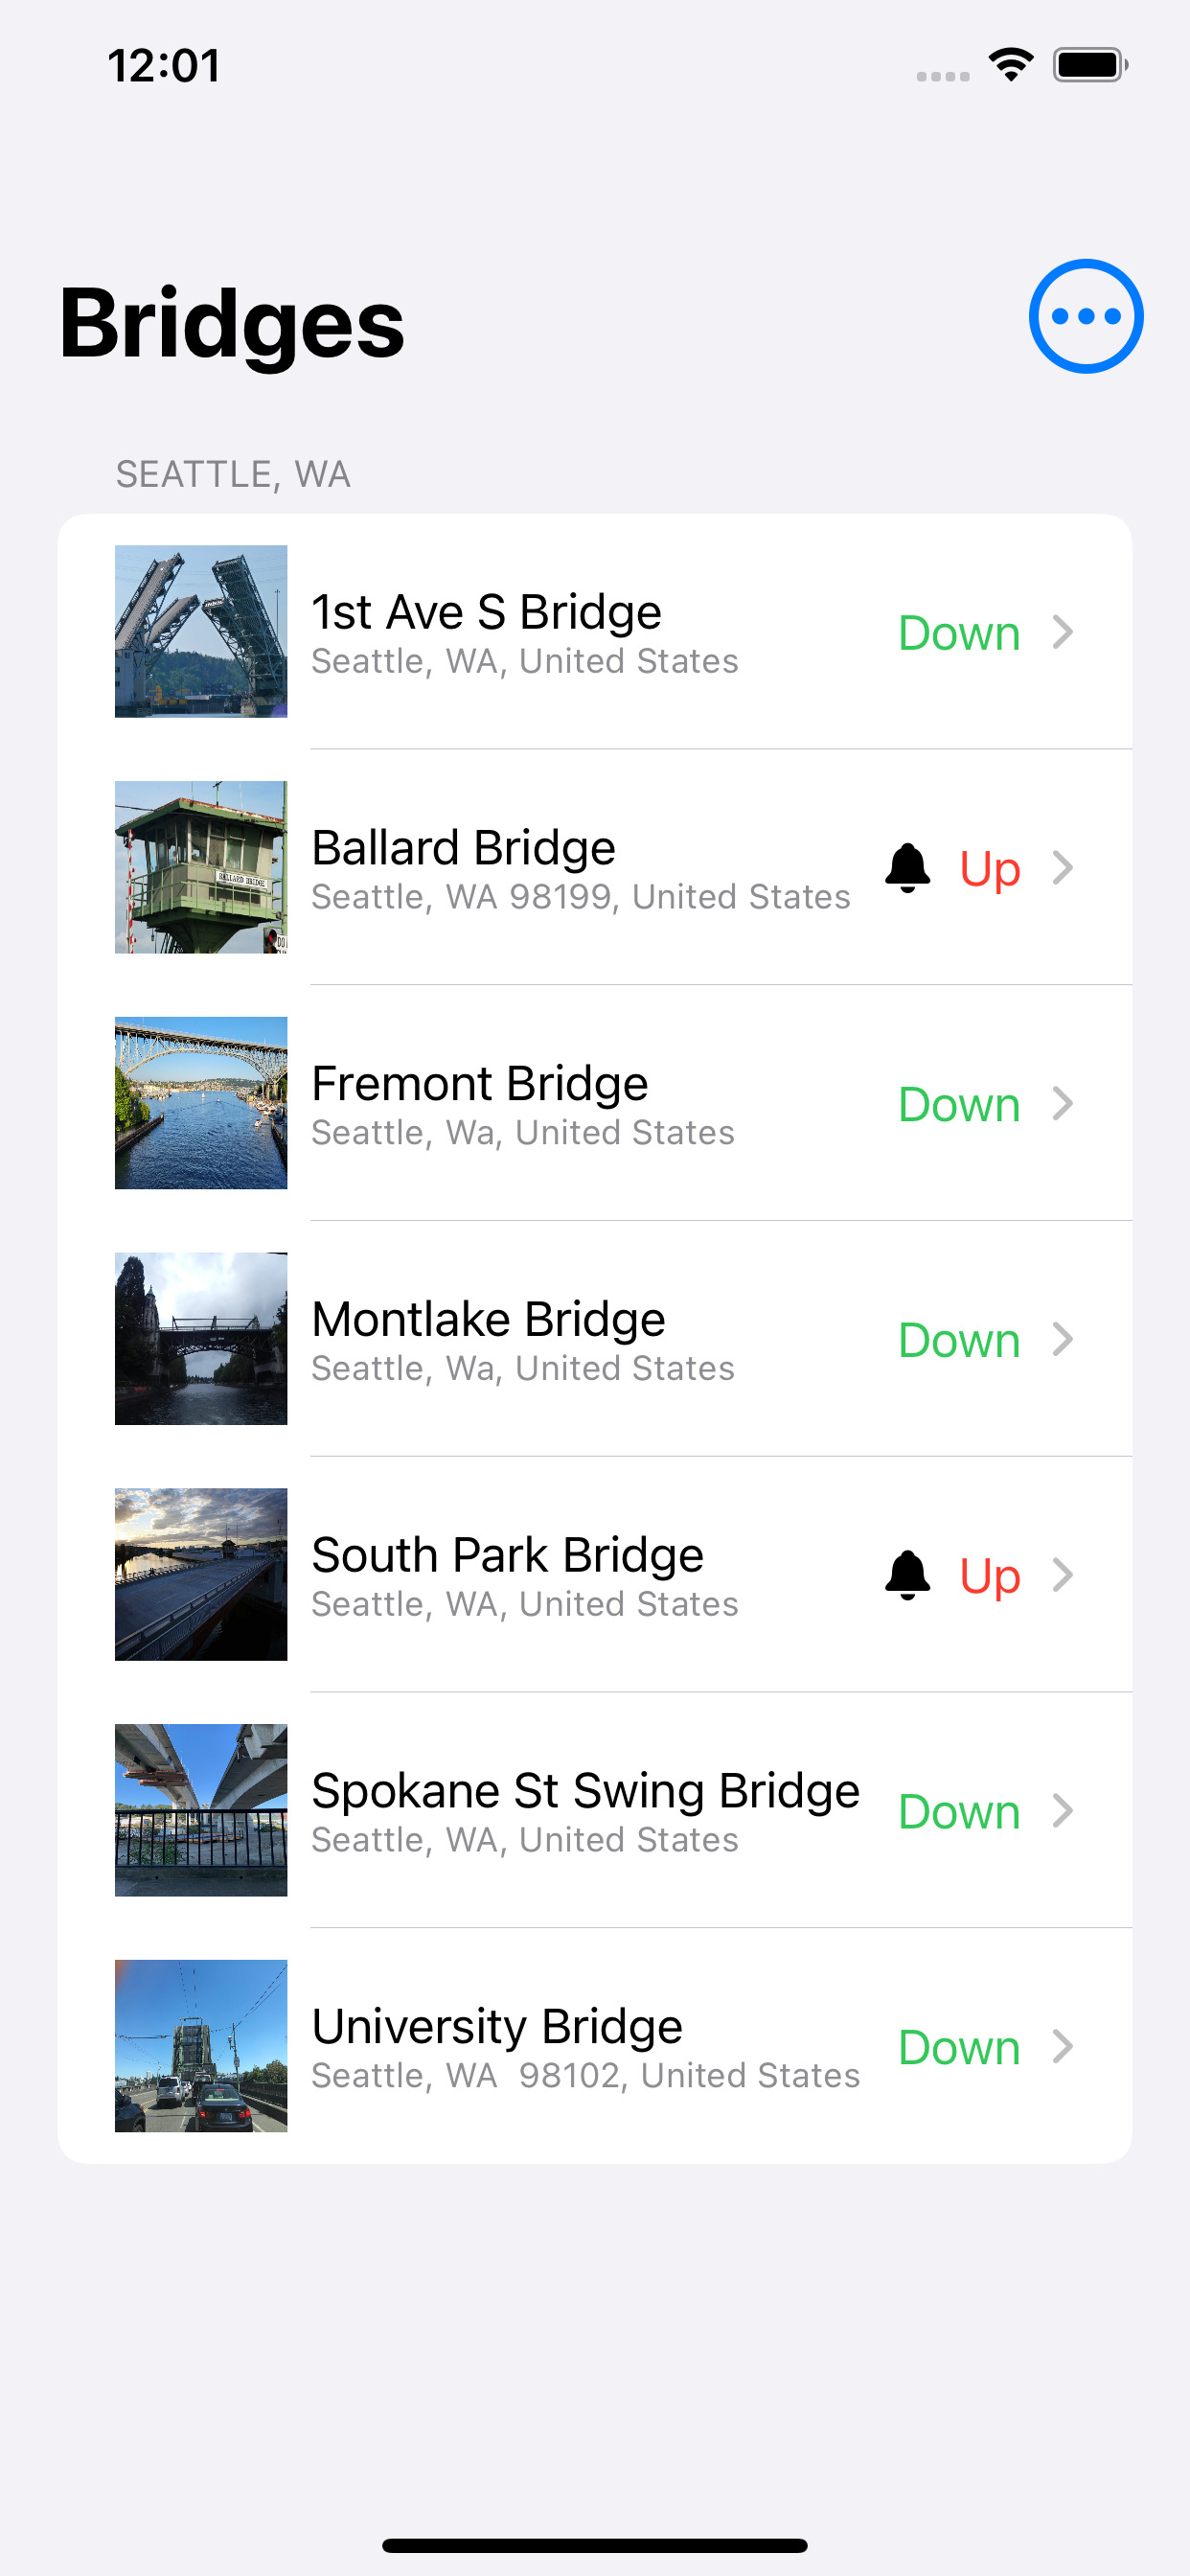 12:01
Bridges
SEATTLE, WA
1st Ave S Bridge
Seattle, WA, United States
Down
Ballard Bridge
Seattle, WA 98199, United States
Up
BALLARD BRIDGE
Fremont Bridge
Seattle, Wa, United States
Down
Montlake Bridge
Seattle, Wa, United States
Down
South Park Bridge
Seattle, WA, United States
Up
Spokane St Swing Bridge
Seattle, WA, United States
Down
University Bridge
Seattle, WA  98102, United States
Down